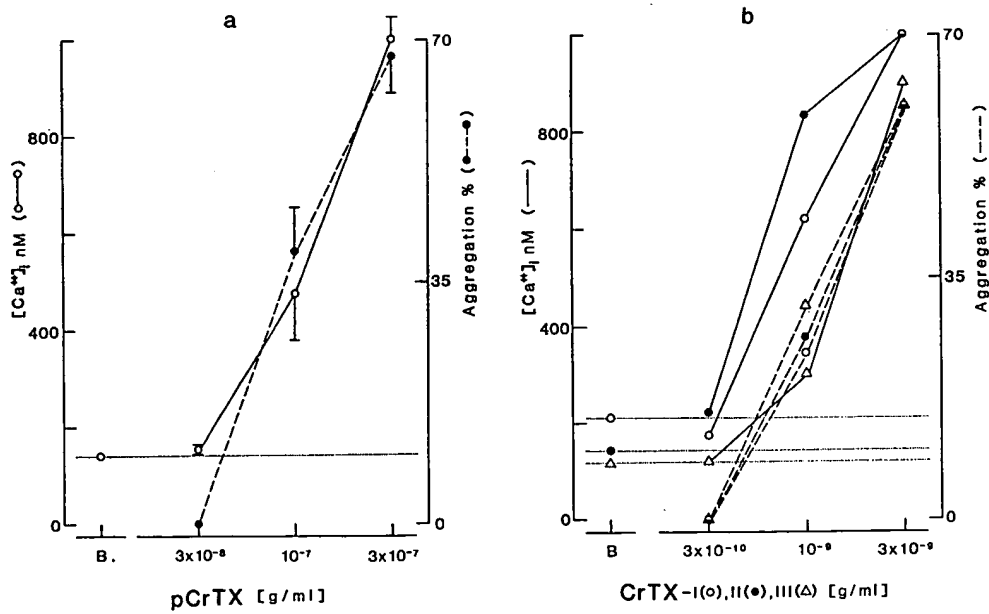 a
[Ca⁺⁺]i nM (○—○)
800
400
0
70
35
0
Aggregation % (●---●)
B.
3x10⁻⁸
10⁻⁷
3x10⁻⁷
pCrTX [g/ml]
b
[Ca⁺⁺]i nM (——)
800
400
0
70
35
0
Aggregation % (----)
B
3x10⁻¹⁰
10⁻⁹
3x10⁻⁹
CrTX-I(○),II(●),III(△) [g/ml]